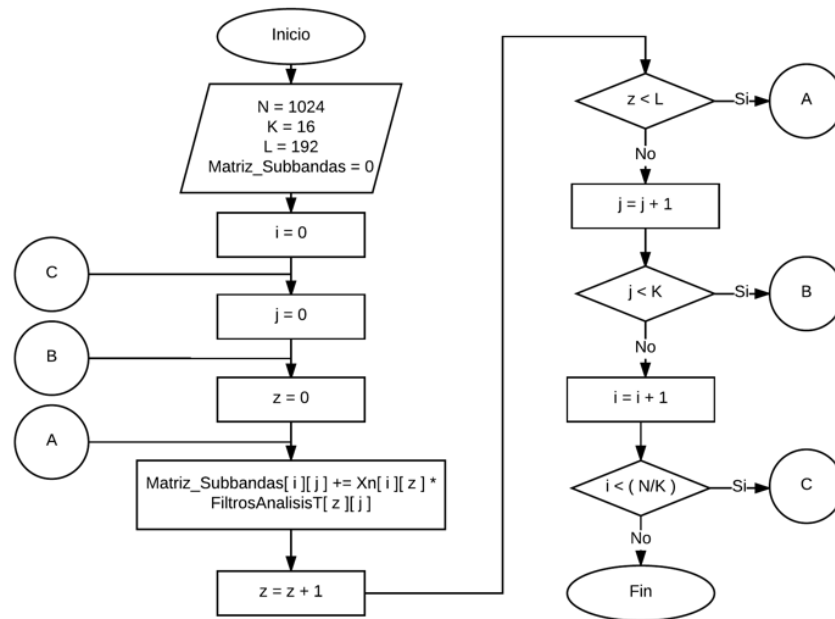 Inicio
N = 1024
K = 16
L = 192
Matriz_Subbandas = 0
i = 0
C
j = 0
B
z = 0
A
Matriz_Subbandas[ i ][ j ] += Xn[ i ][ z ] *
FiltrosAnalisisT[ z ][ j ]
z = z + 1
z < L
Si
A
No
j = j + 1
j < K
Si
B
No
i = i + 1
i < ( N/K )
Si
C
No
Fin